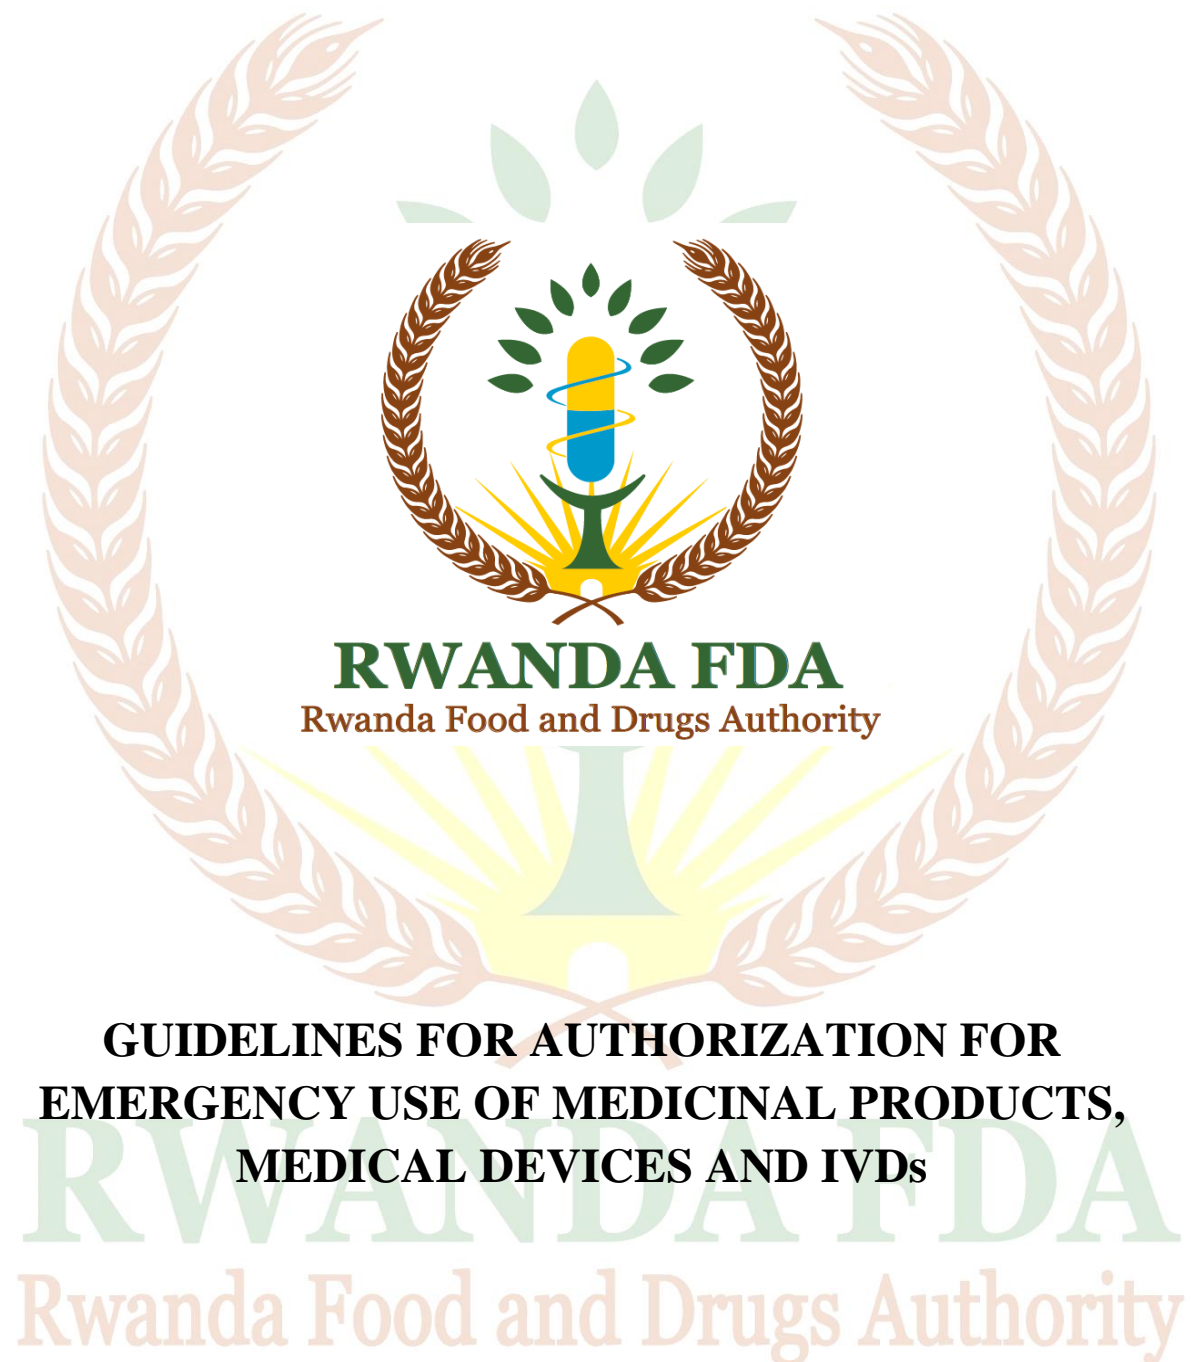 RWANDA FDA
Rwanda Food and Drugs Authority
GUIDELINES FOR AUTHORIZATION FOR
EMERGENCY USE OF MEDICINAL PRODUCTS,
MEDICAL DEVICES AND IVDs
RWANDA FDA
Rwanda Food and Drugs Authority